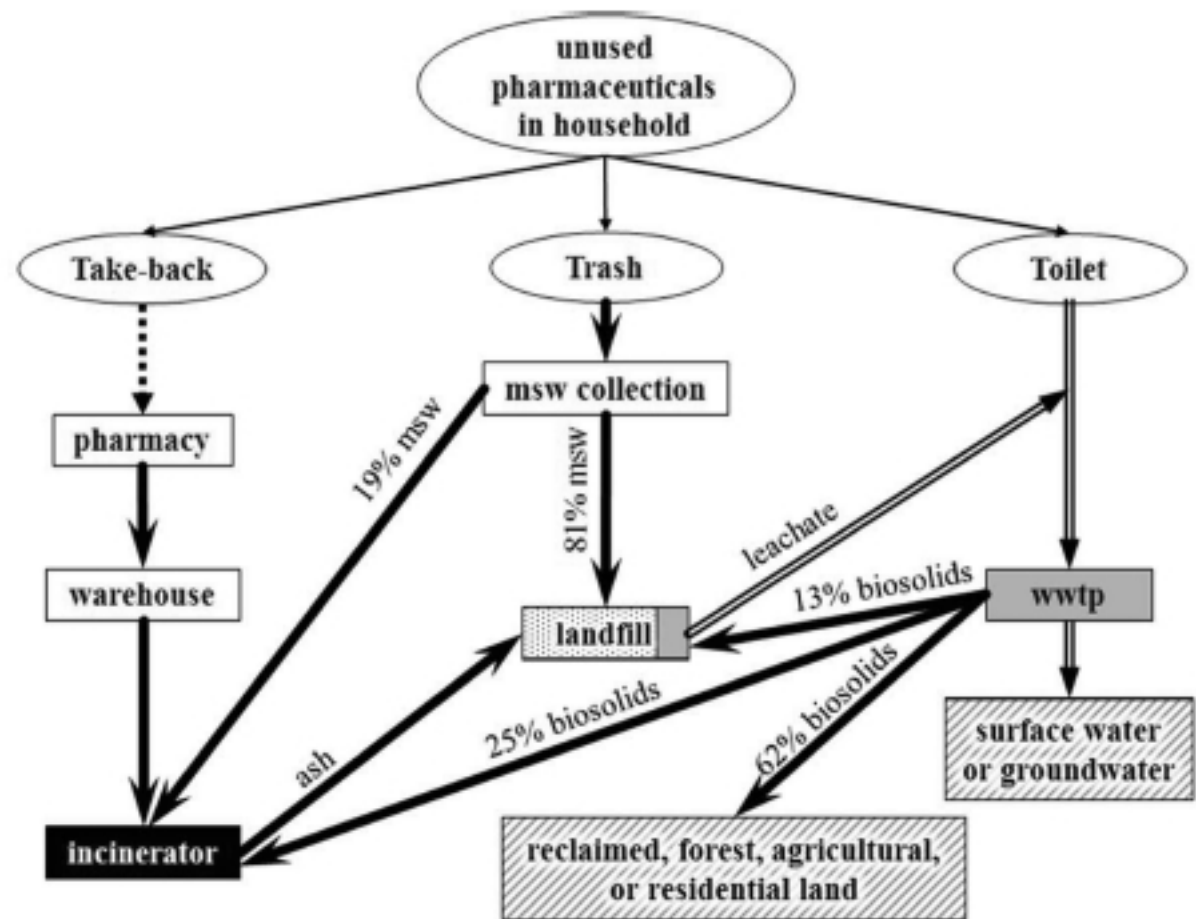 unused
pharmaceuticals
in household
Take-back
Trash
Toilet
msw collection
pharmacy
19% msw
81% msw
leachate
warehouse
landfill
13% biosolids
wwtp
25% biosolids
62% biosolids
ash
surface water
or groundwater
incinerator
reclaimed, forest, agricultural,
or residential land